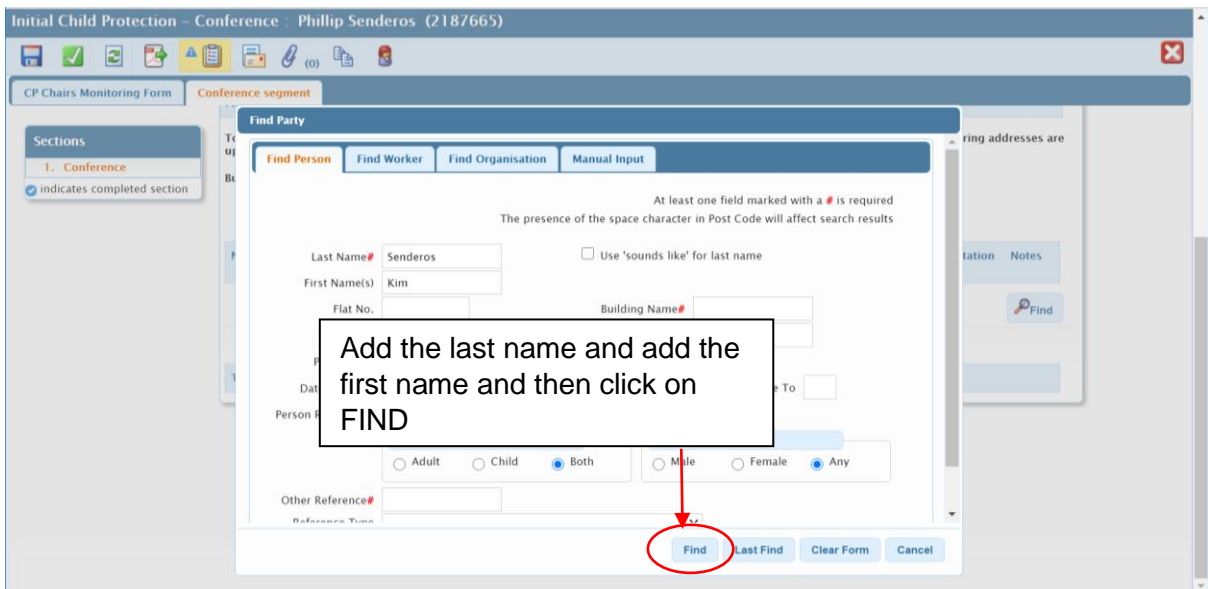 Initial Child Protection – Conference : Phillip Senderos (2187665)
(0)
CP Chairs Monitoring Form Conference segment
Find Party
Sections
1. Conference
indicates completed section
ring addresses are
Find Person Find Worker Find Organisation Manual Input
At least one field marked with a # is required
The presence of the space character in Post Code will affect search results
Last Name# Senderos Use 'sounds like' for last name
First Name(s) Kim
Flat No. Building Name#
Notes
Find
Add the last name and add the
first name and then click on
FIND
To
Person
Adult Child Both Male Female Any
Other Reference#
Reference Type
Find Last Find Clear Form Cancel